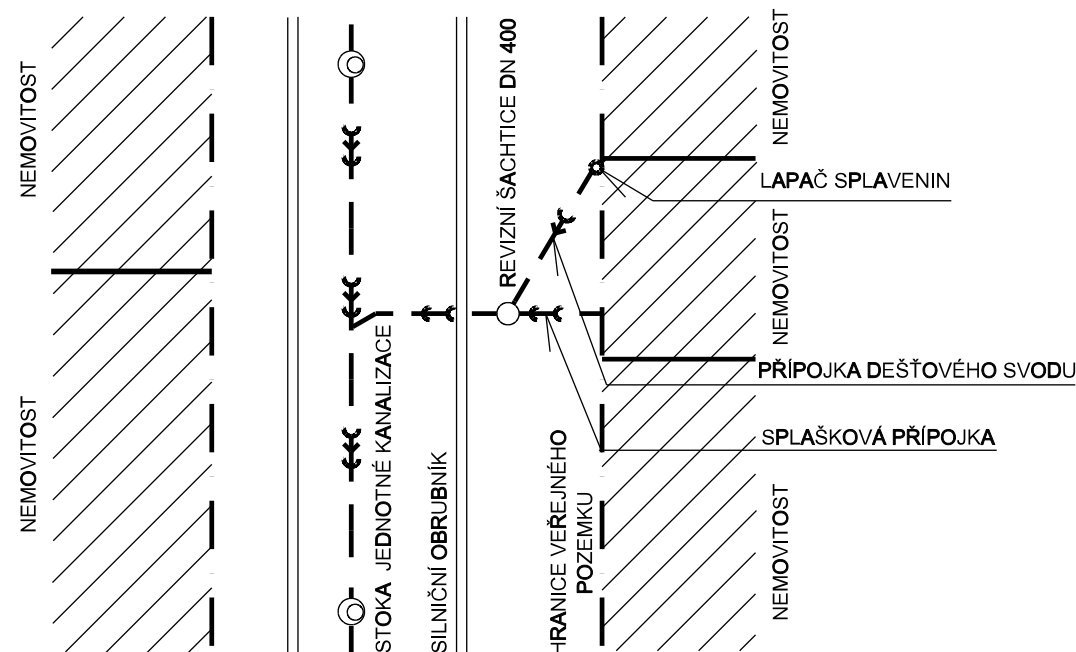 NEMOVITOST
NEMOVITOST
STOKA JEDNOTNÉ KANALIZACE
SILNIČNÍ OBRUBNÍK
REVIZNÍ ŠACHTICE DN 400
HRANICE VEŘEJNÉHO
POZEMKU
NEMOVITOST
LAPAČ SPLAVENIN
NEMOVITOST
PŘÍPOJKA DEŠŤOVÉHO SVODU
SPLAŠKOVÁ PŘÍPOJKA
NEMOVITOST